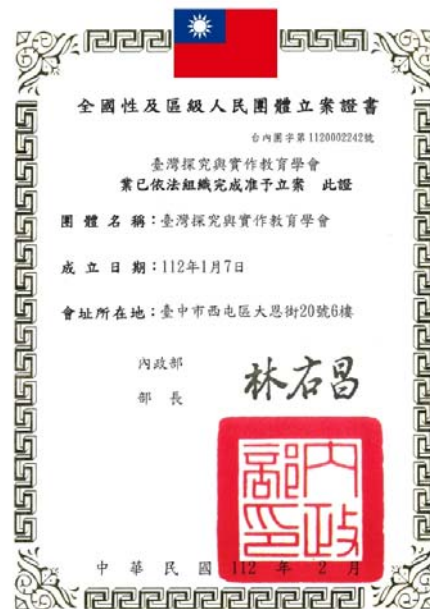 全國性及區級人民團體立案證書
台內團字第1120002242號
臺灣探究與實作教育學會
業已依法組織完成准予立案 此證
團體名稱：臺灣探究與實作教育學會
成立日期：112年1月7日
會址所在地：臺中市西屯區大恩街20號6樓
內政部
部長
林右昌
內政部印
中華民國112年2月